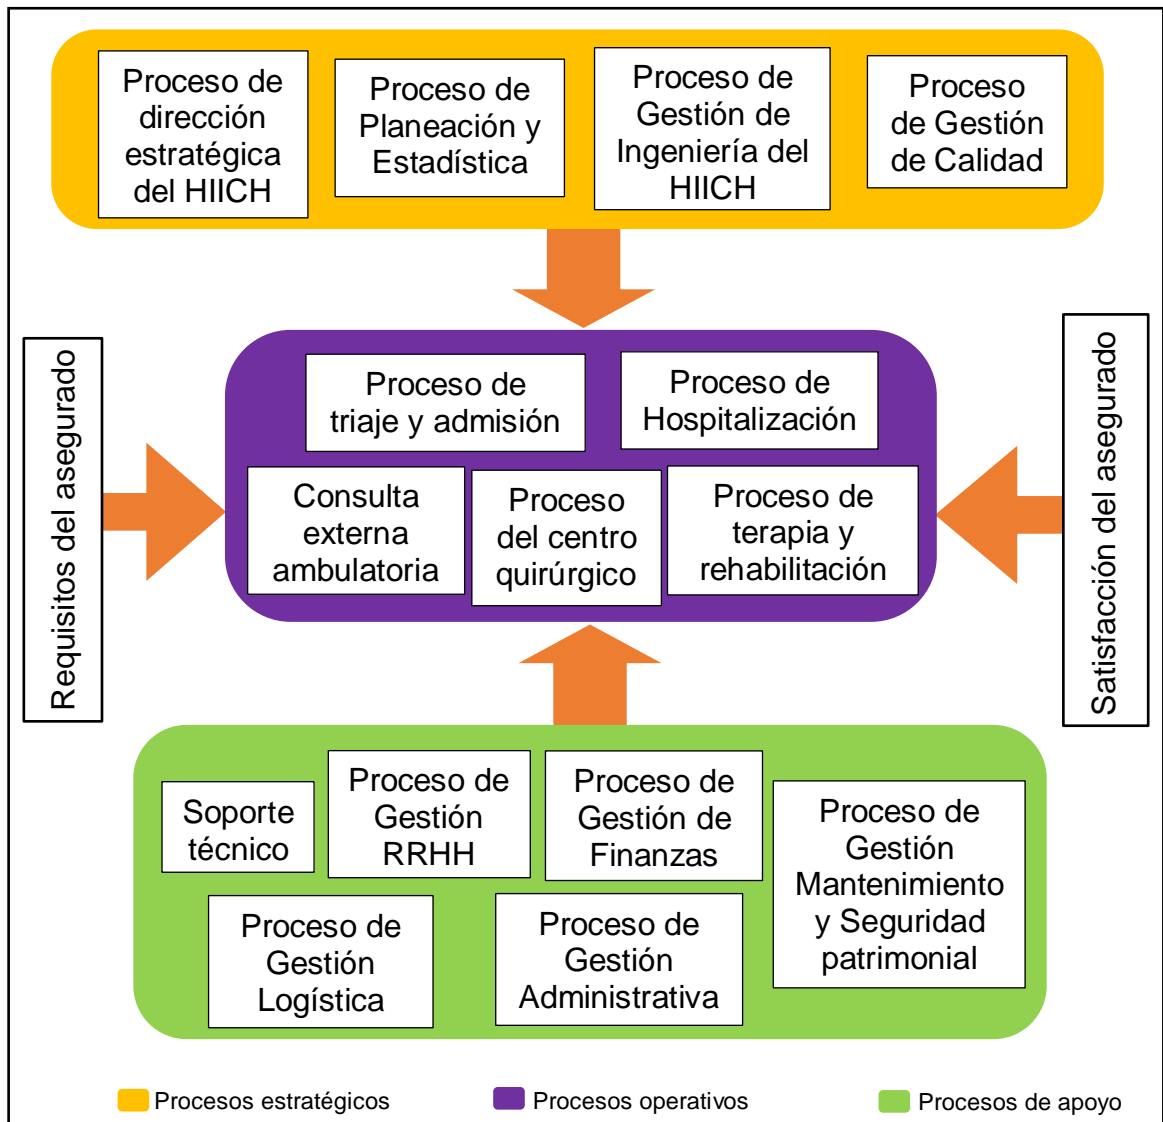 Proceso de
dirección
estratégica
del HIICH
Proceso de
Planeación y
Estadística
Proceso de
Gestión de
Ingeniería del
HIICH
Proceso
de Gestión
de Calidad
Requisitos del asegurado
Proceso de
triaje y admisión
Proceso de
Hospitalización
Consulta
externa
ambulatoria
Proceso
del centro
quirúrgico
Proceso de
terapia y
rehabilitación
Satisfacción del asegurado
Soporte
técnico
Proceso de
Gestión
RRHH
Proceso de
Gestión de
Finanzas
Proceso de
Gestión
Mantenimiento
y Seguridad
patrimonial
Proceso de
Gestión
Logística
Proceso de
Gestión
Administrativa
Procesos estratégicos
Procesos operativos
Procesos de apoyo